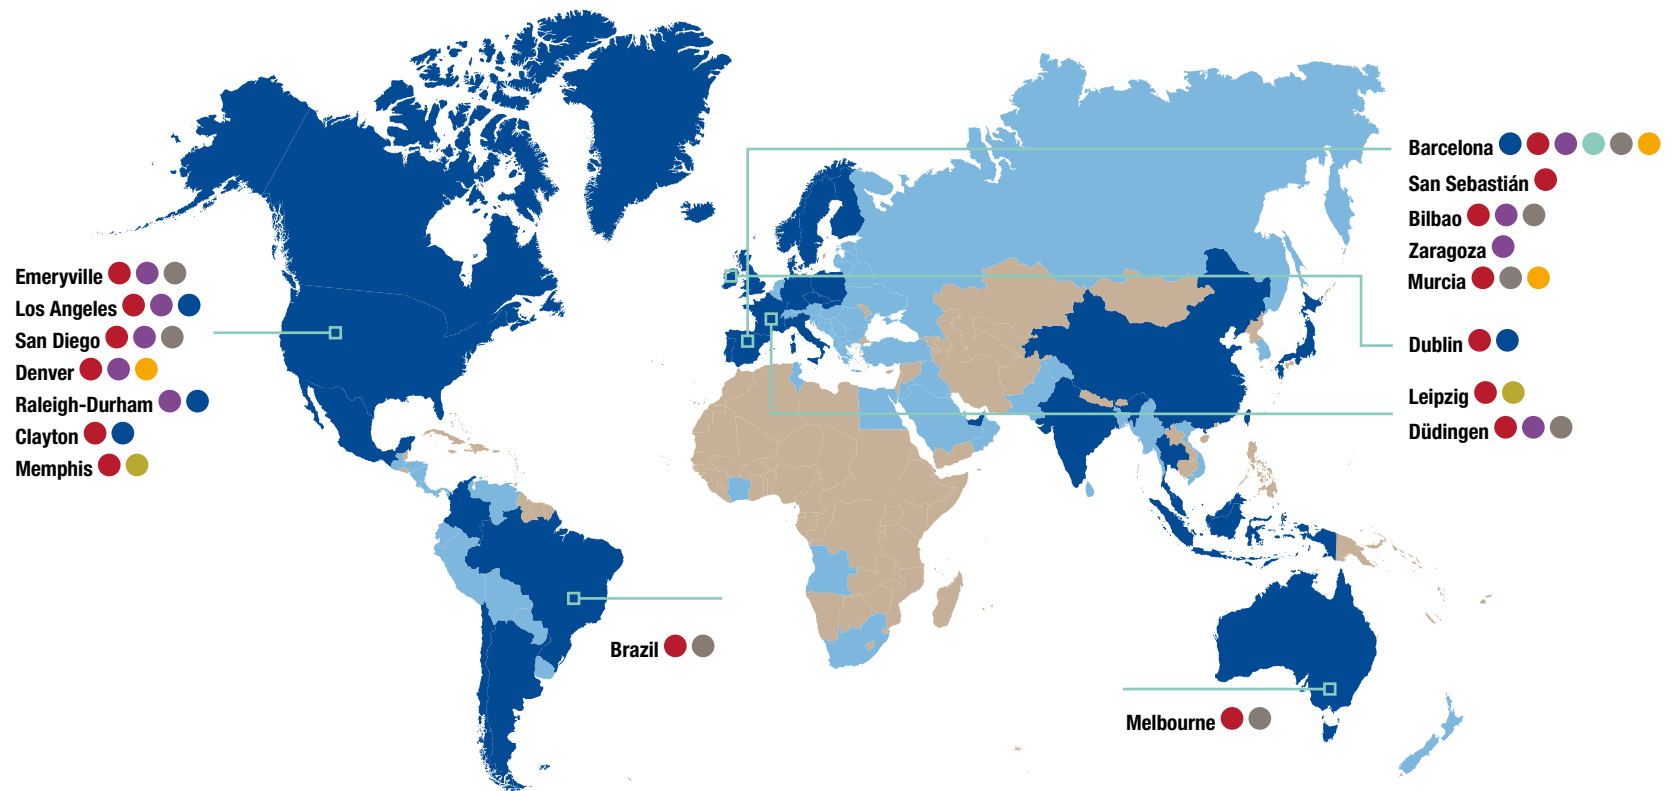 Emeryville
Los Angeles
San Diego
Denver
Raleigh-Durham
Clayton
Memphis
Brazil
Barcelona
San Sebastián
Bilbao
Zaragoza
Murcia
Dublin
Leipzig
Düdingen
Melbourne